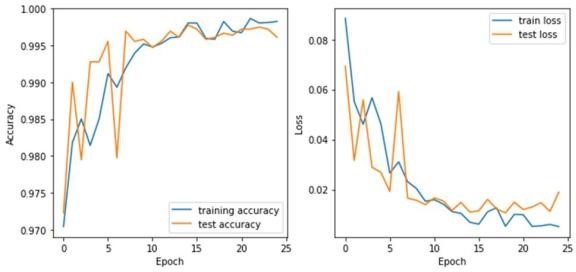 1.000
0.995
0.990
0.985
0.980
0.975
0.970
Accuracy
training accuracy
test accuracy
0 5 10 15 20 25
Epoch
0.08
0.06
0.04
0.02
Loss
train loss
test loss
0 5 10 15 20 25
Epoch